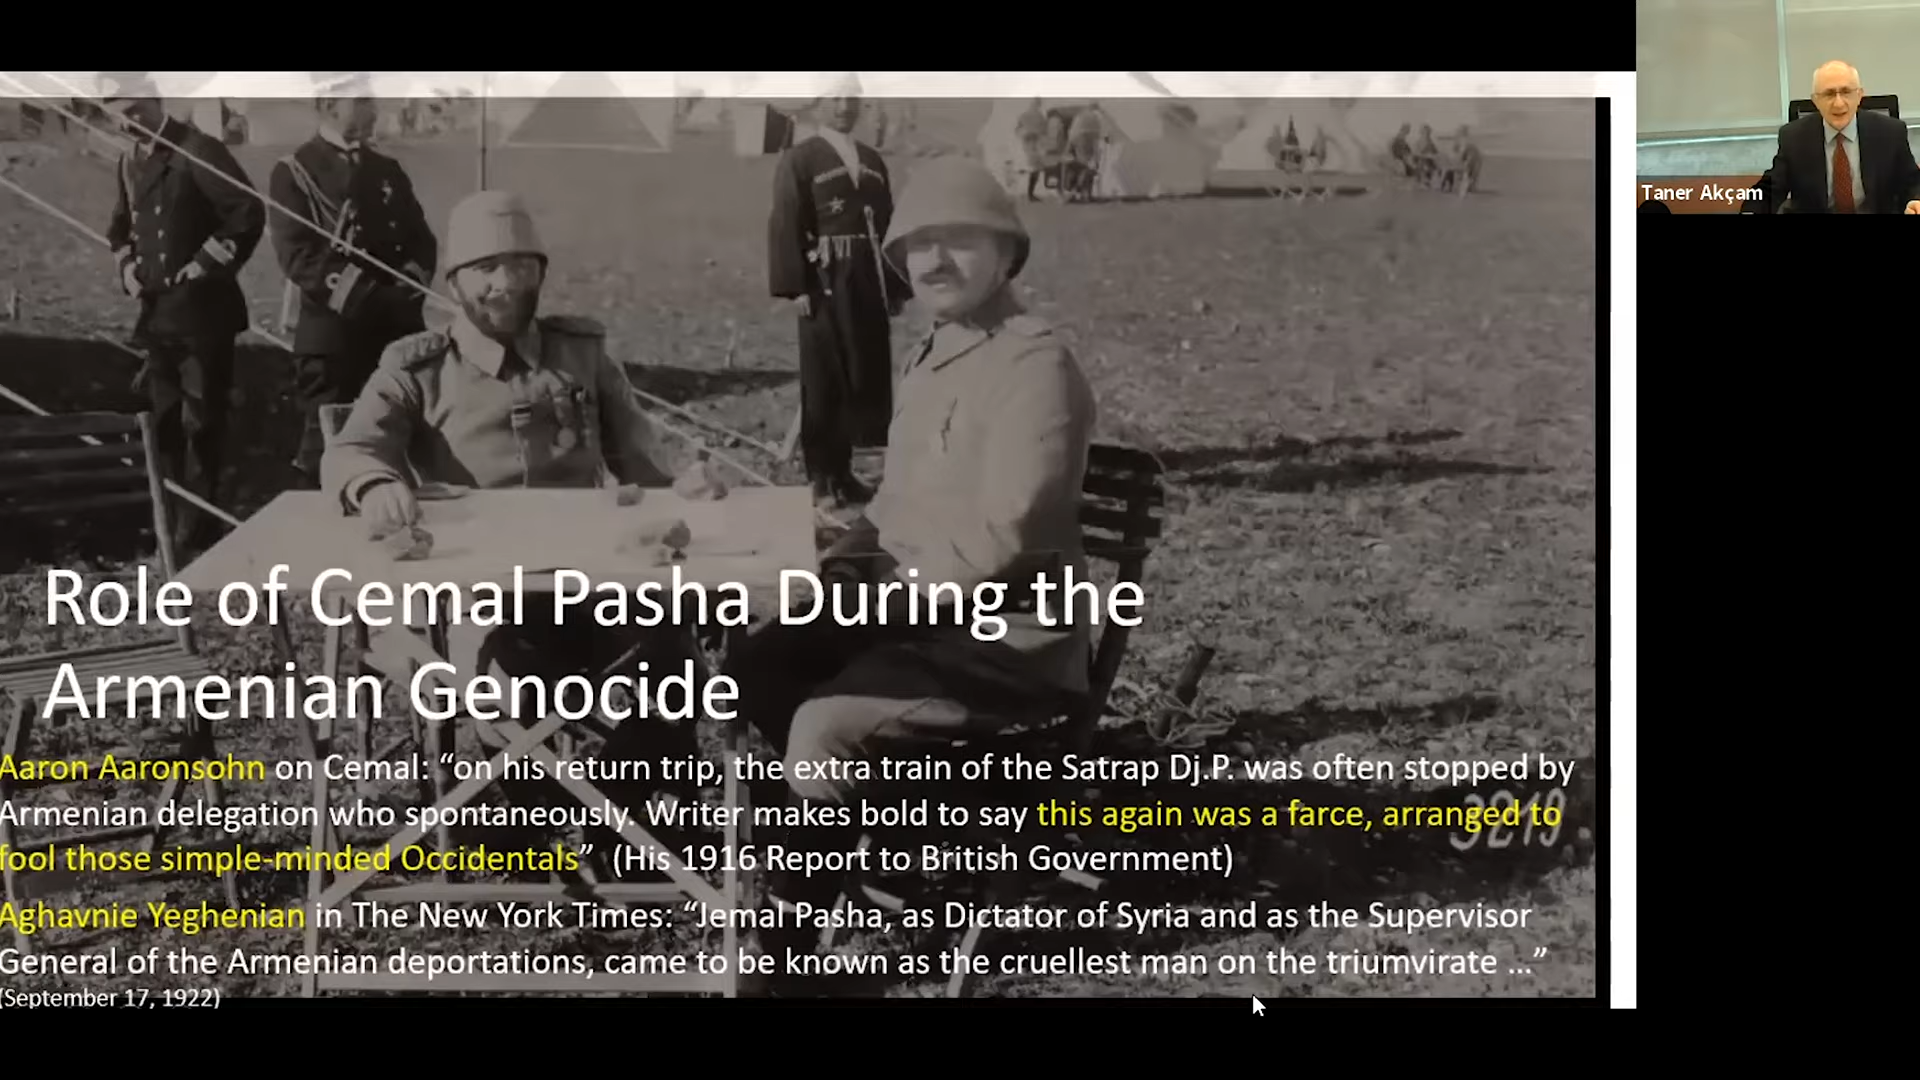 Taner Akçam
Role of Cemal Pasha During the
Armenian Genocide
Aaron Aaronsohn on Cemal: “on his return trip, the extra train of the Satrap Dj.P. was often stopped by
Armenian delegation who spontaneously. Writer makes bold to say this again was a farce, arranged to
fool those simple-minded Occidentals” (His 1916 Report to British Government)
3219
Aghavnie Yeghenian in The New York Times: “Jemal Pasha, as Dictator of Syria and as the Supervisor
General of the Armenian deportations, came to be known as the cruellest man on the triumvirate ...”
(September 17, 1922)